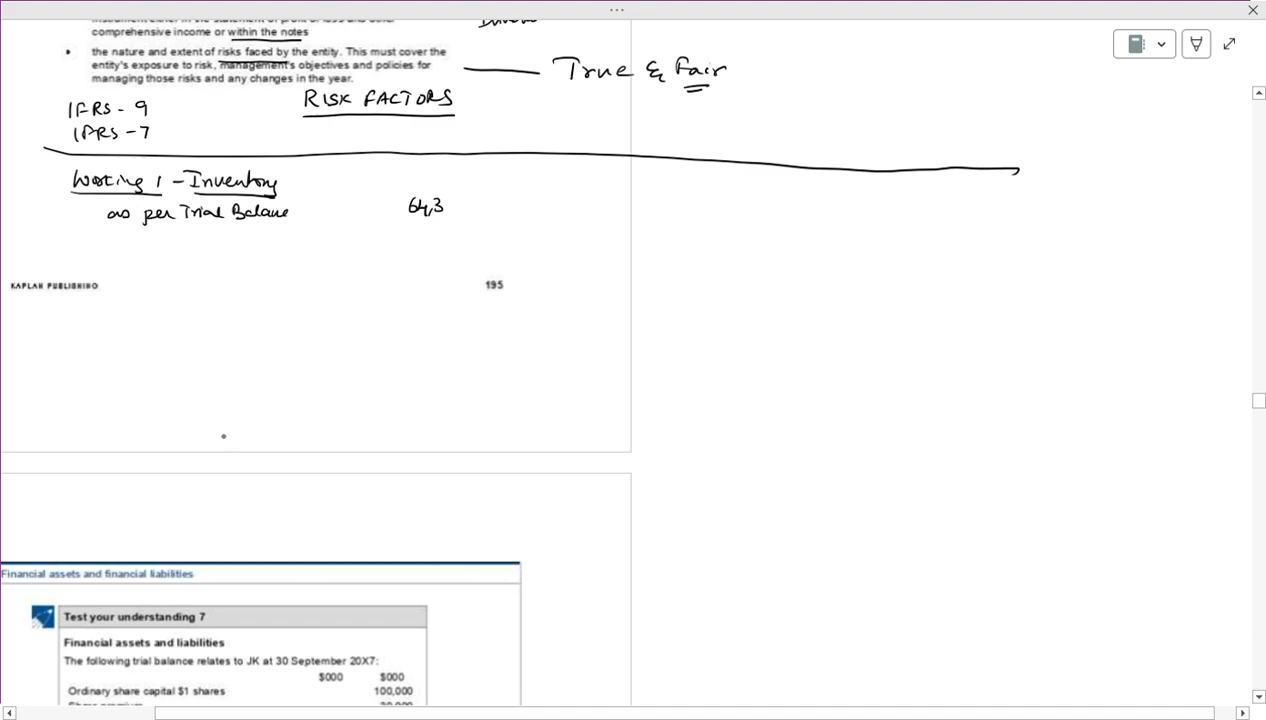 comprehensive income or within the notes
• the nature and extent of risks faced by the entity. This must cover the
entity's exposure to risk, management's objectives and policies for
managing those risks and any changes in the year.
True & Fair
RISK FACTORS
IFRS - 9
IFRS - 7
Working 1 - Inventory
as per Trial Balance 64,3
KAPLAN PUBLISHING 195
Financial assets and financial liabilities
Test your understanding 7
Financial assets and liabilities
The following trial balance relates to JK at 30 September 20X7:
$000 $000
Ordinary share capital $1 shares 100,000